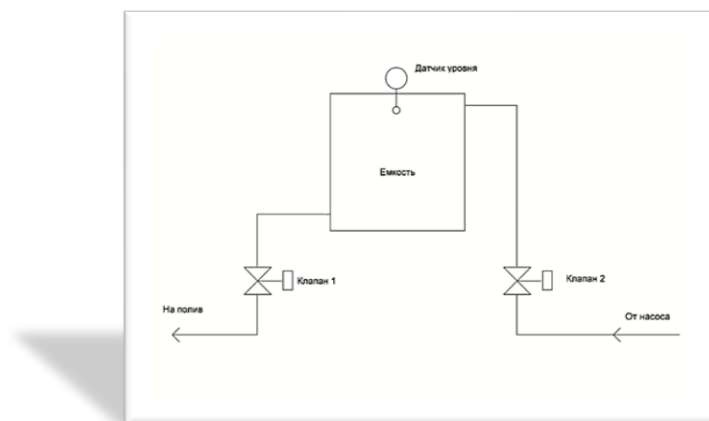 Датчик уровня
Емкость
Клапан 1
Клапан 2
На полив
От насоса